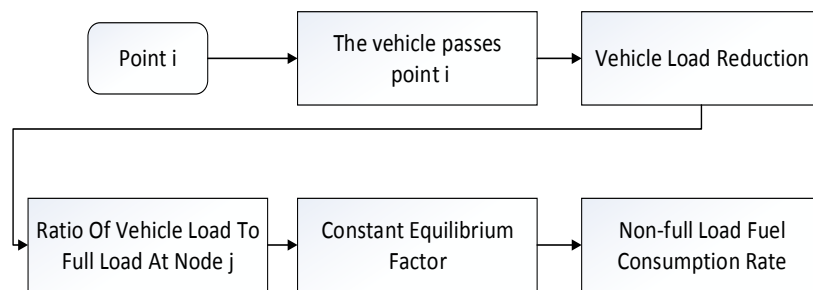 Point i
The vehicle passes
point i
Vehicle Load Reduction
Ratio Of Vehicle Load To
Full Load At Node j
Constant Equilibrium
Factor
Non-full Load Fuel
Consumption Rate